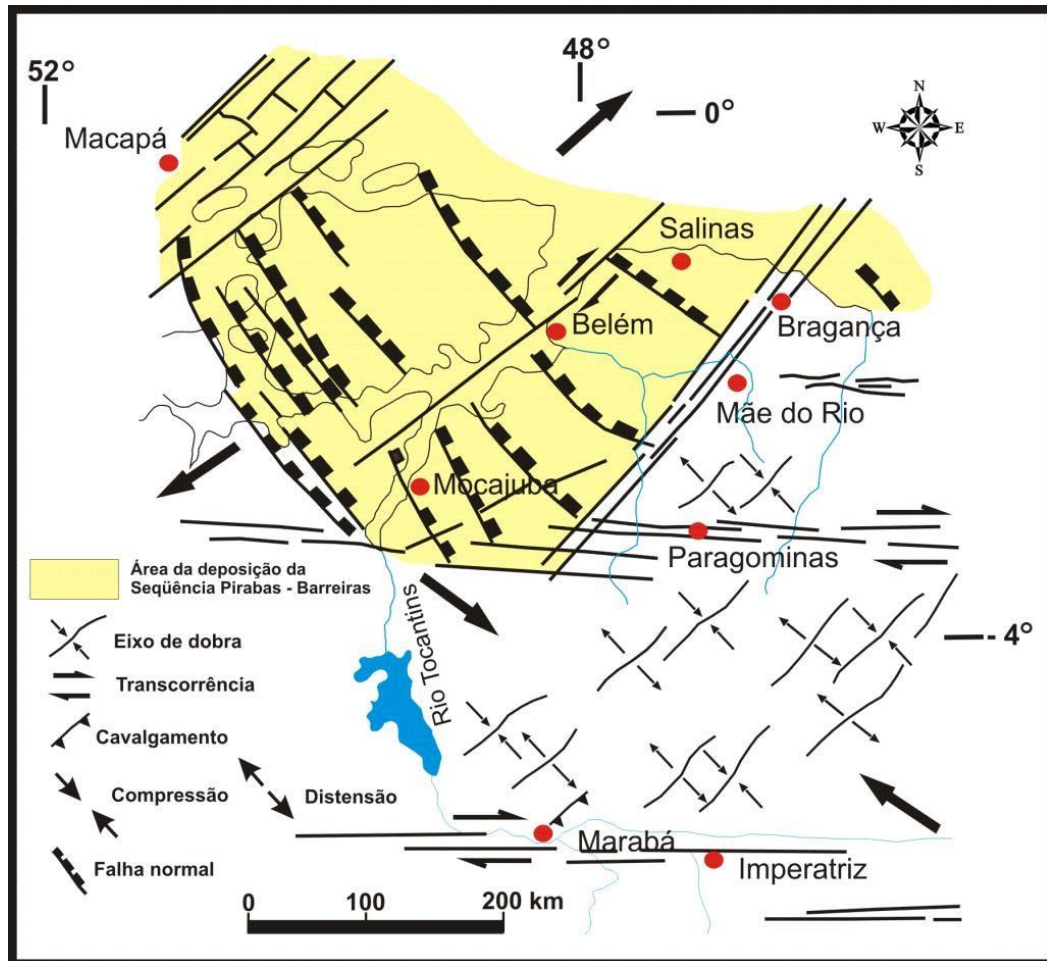 52°
48°
0°
N
W E
S
Macapá
Salinas
Belém
Bragança
Mãe do Rio
Mocajuba
Paragominas
Área da deposição da
Seqüência Pirabas - Barreiras
4°
Eixo de dobra
Rio Tocantins
Transcorrência
Cavalgamento
Compressão
Distensão
Marabá
Imperatriz
Falha normal
0 100 200 km